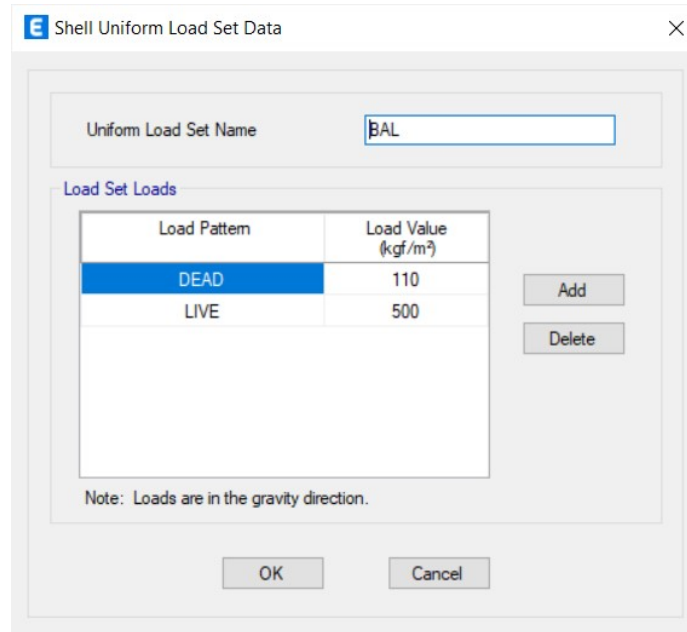 E Shell Uniform Load Set Data
Uniform Load Set Name BAL
Load Set Loads
Load Pattern Load Value
(kgf/m²)
DEAD 110
LIVE 500
Add
Delete
Note: Loads are in the gravity direction.
OK Cancel